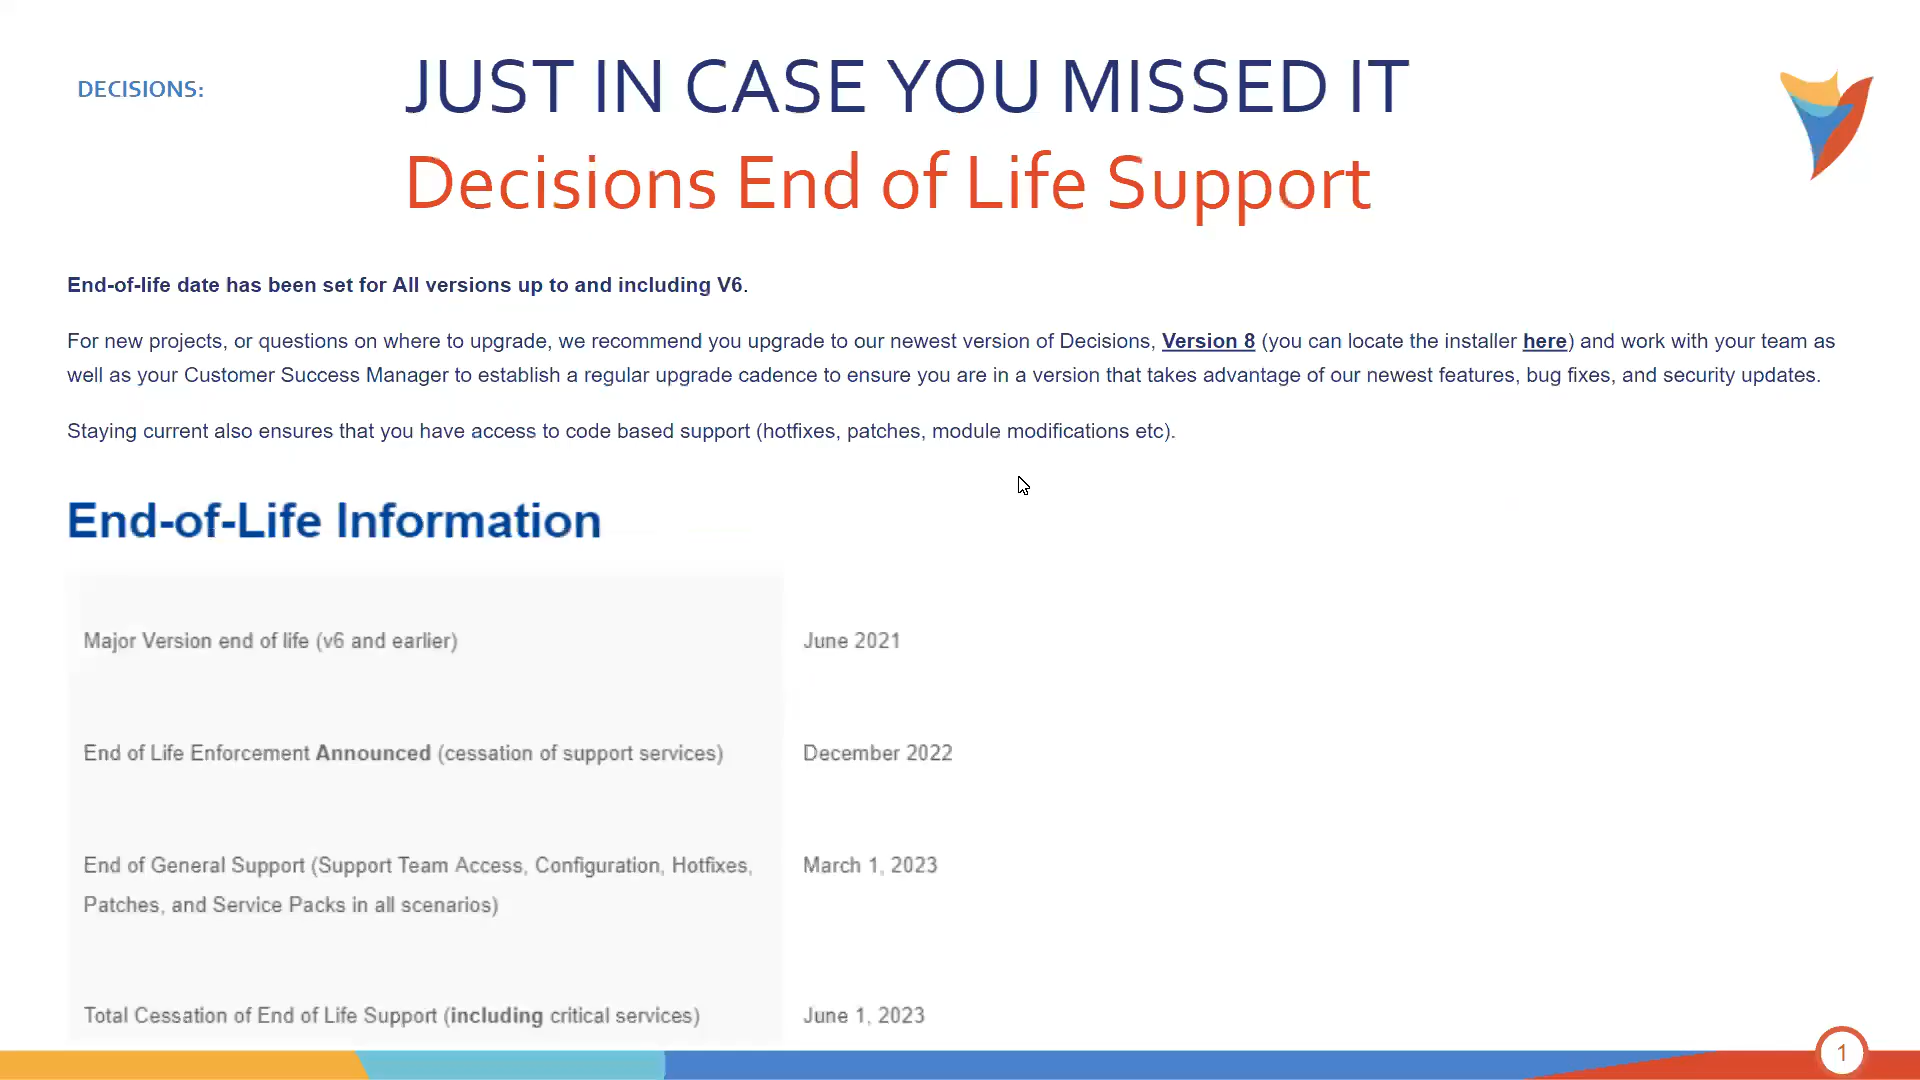 DECISIONS:
JUST IN CASE YOU MISSED IT
Decisions End of Life Support
End-of-life date has been set for All versions up to and including V6.
For new projects, or questions on where to upgrade, we recommend you upgrade to our newest version of Decisions, Version 8 (you can locate the installer here) and work with your team as
well as your Customer Success Manager to establish a regular upgrade cadence to ensure you are in a version that takes advantage of our newest features, bug fixes, and security updates.
Staying current also ensures that you have access to code based support (hotfixes, patches, module modifications etc).
End-of-Life Information
Major Version end of life (v6 and earlier) June 2021
End of Life Enforcement Announced (cessation of support services) December 2022
End of General Support (Support Team Access, Configuration, Hotfixes, March 1, 2023
Patches, and Service Packs in all scenarios)
Total Cessation of End of Life Support (including critical services) June 1, 2023
1